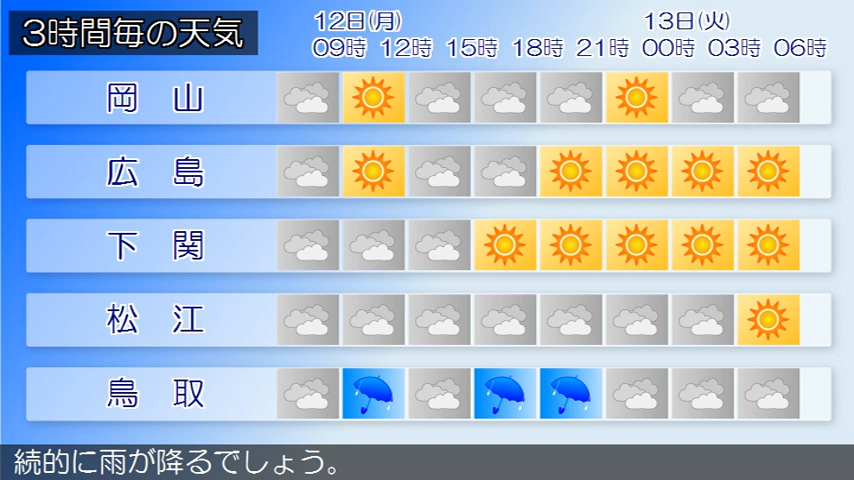 3時間毎の天気
12日(月) 13日(火)
09時 12時 15時 18時 21時 00時 03時 06時
岡 山
広 島
下 関
松 江
鳥 取
続的に雨が降るでしょう。